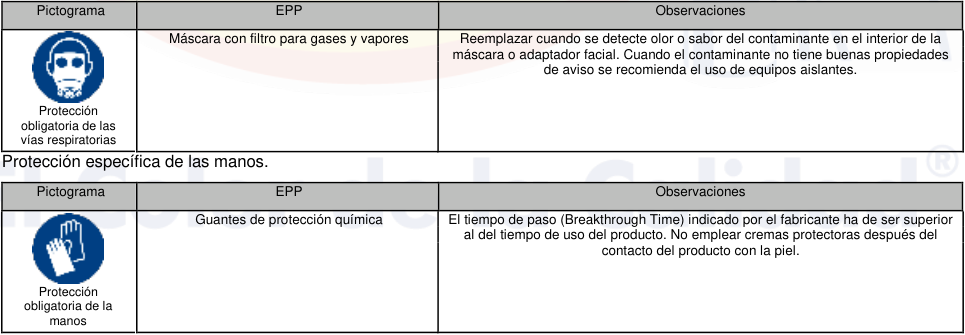 Pictograma EPP Observaciones
Máscara con filtro para gases y vapores
Reemplazar cuando se detecte olor o sabor del contaminante en el interior de la
máscara o adaptador facial. Cuando el contaminante no tiene buenas propiedades
de aviso se recomienda el uso de equipos aislantes.
Protección
obligatoria de las
vías respiratorias
Protección específica de las manos.
Pictograma EPP Observaciones
Guantes de protección química
El tiempo de paso (Breakthrough Time) indicado por el fabricante ha de ser superior
al del tiempo de uso del producto. No emplear cremas protectoras después del
contacto del producto con la piel.
Protección
obligatoria de la
manos